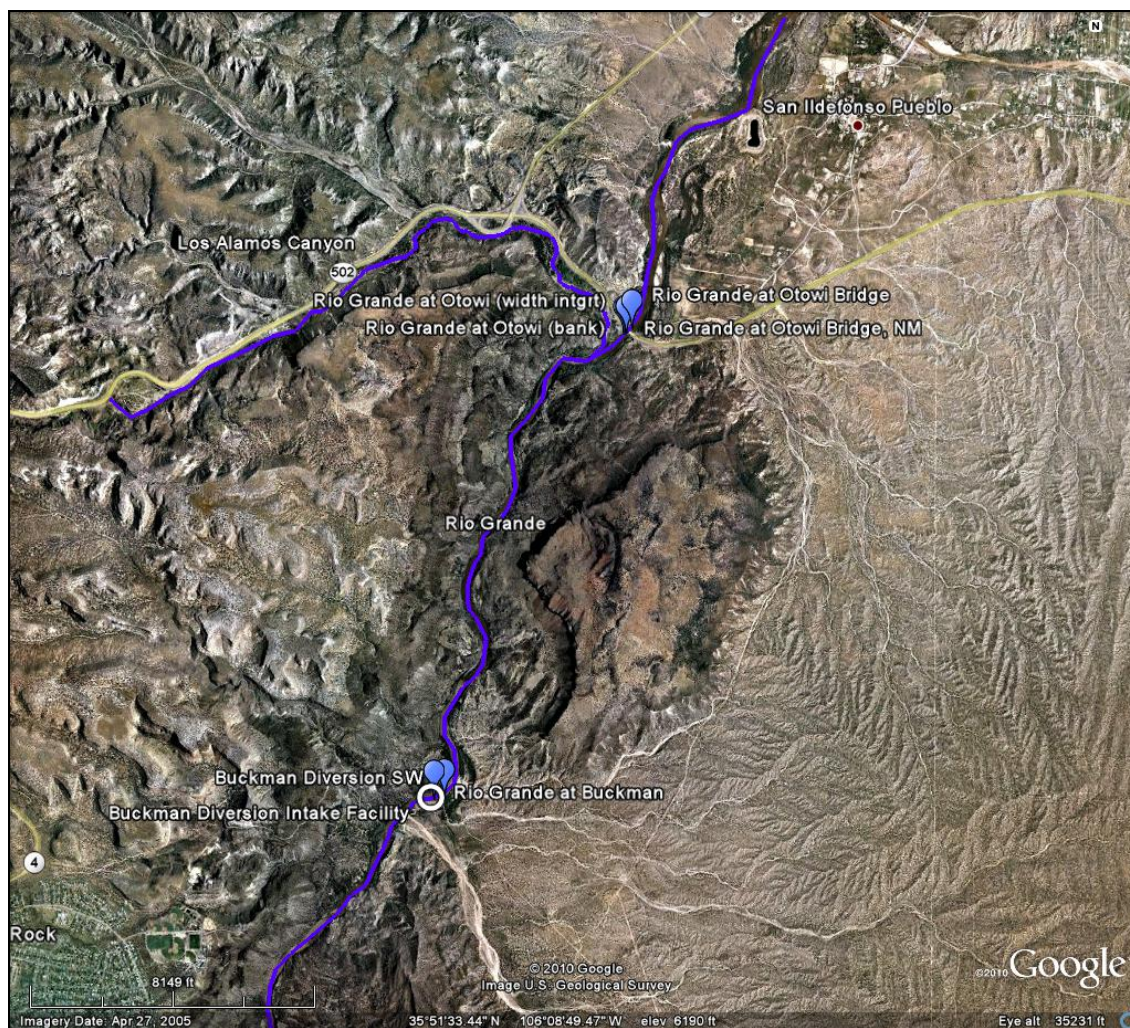 N
San Ildefonso Pueblo
Los Alamos Canyon
502
Rio Grande at Otowi (width intgrt)
Rio Grande at Otowi Bridge
Rio Grande at Otowi (bank)
Rio Grande at Otowi Bridge, NM
Rio Grande
Buckman Diversion SW
Rio Grande at Buckman
Buckman Diversion Intake Facility
4
Rock
8149 ft
© 2010 Google
Image U.S. Geological Survey
©2010 Google
Imagery Date: Apr 27, 2005
35°51'33.44" N 106°08'49.47" W elev 6190 ft
Eye alt 35231 ft